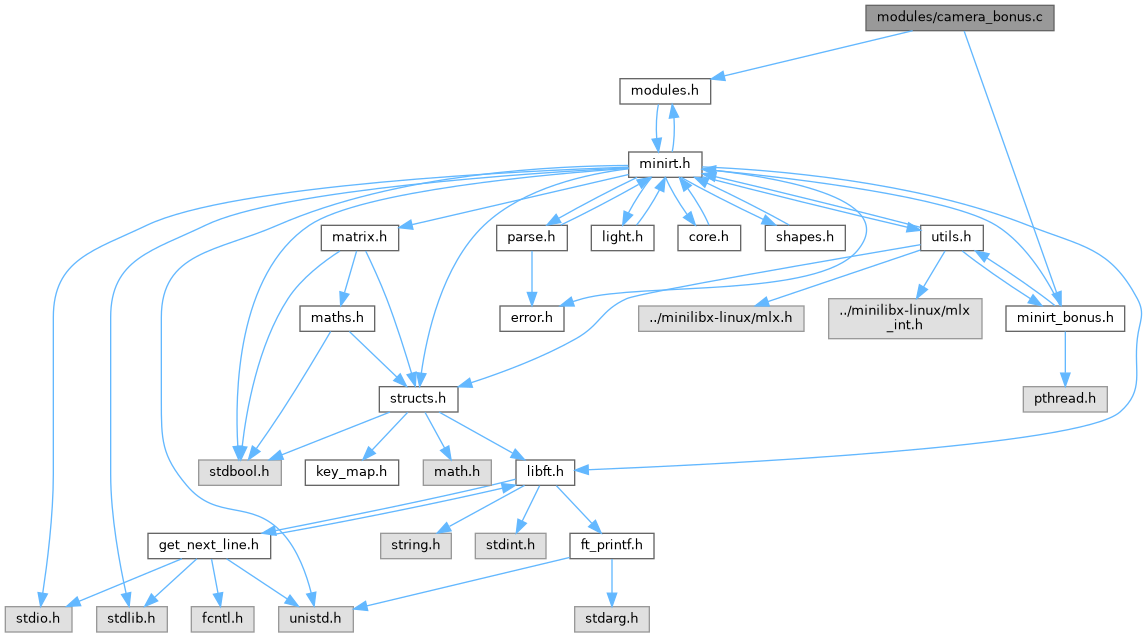 modules/camera_bonus.c
modules.h
minirt.h
matrix.h
parse.h
light.h
core.h
shapes.h
utils.h
maths.h
error.h
../minilibx-linux/mlx.h
../minilibx-linux/mlx
_int.h
minirt_bonus.h
structs.h
pthread.h
stdbool.h
key_map.h
math.h
libft.h
get_next_line.h
string.h
stdint.h
ft_printf.h
stdio.h
stdlib.h
fcntl.h
unistd.h
stdarg.h